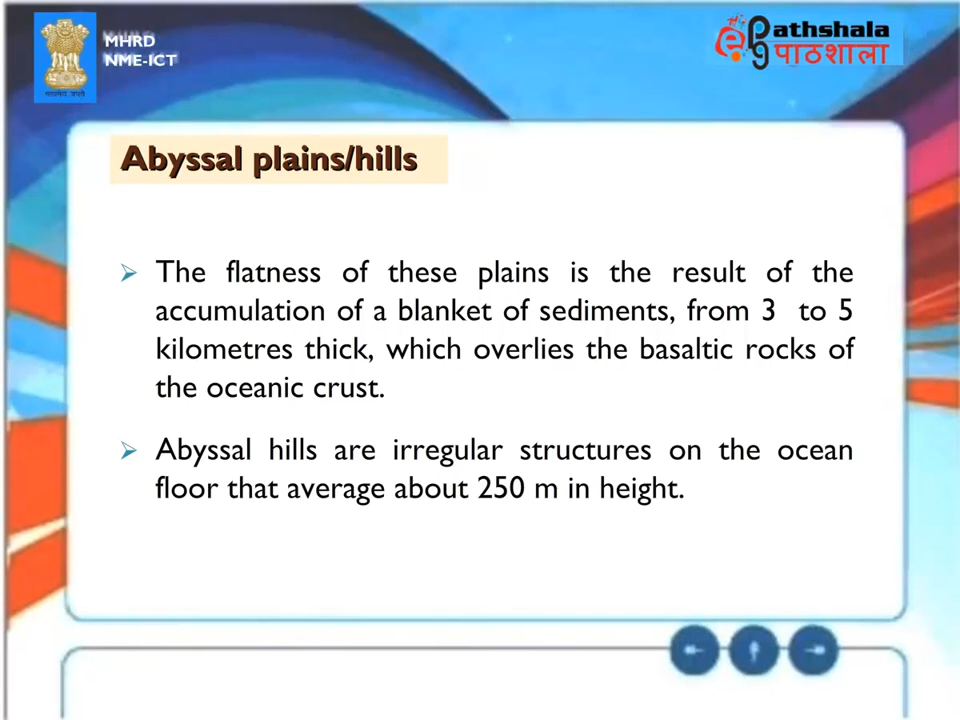 MHRD
NME-ICT
e pg athshala
पाठशाला
Abyssal plains/hills
The flatness of these plains is the result of the
accumulation of a blanket of sediments, from 3 to 5
kilometres thick, which overlies the basaltic rocks of
the oceanic crust.
Abyssal hills are irregular structures on the ocean
floor that average about 250 m in height.